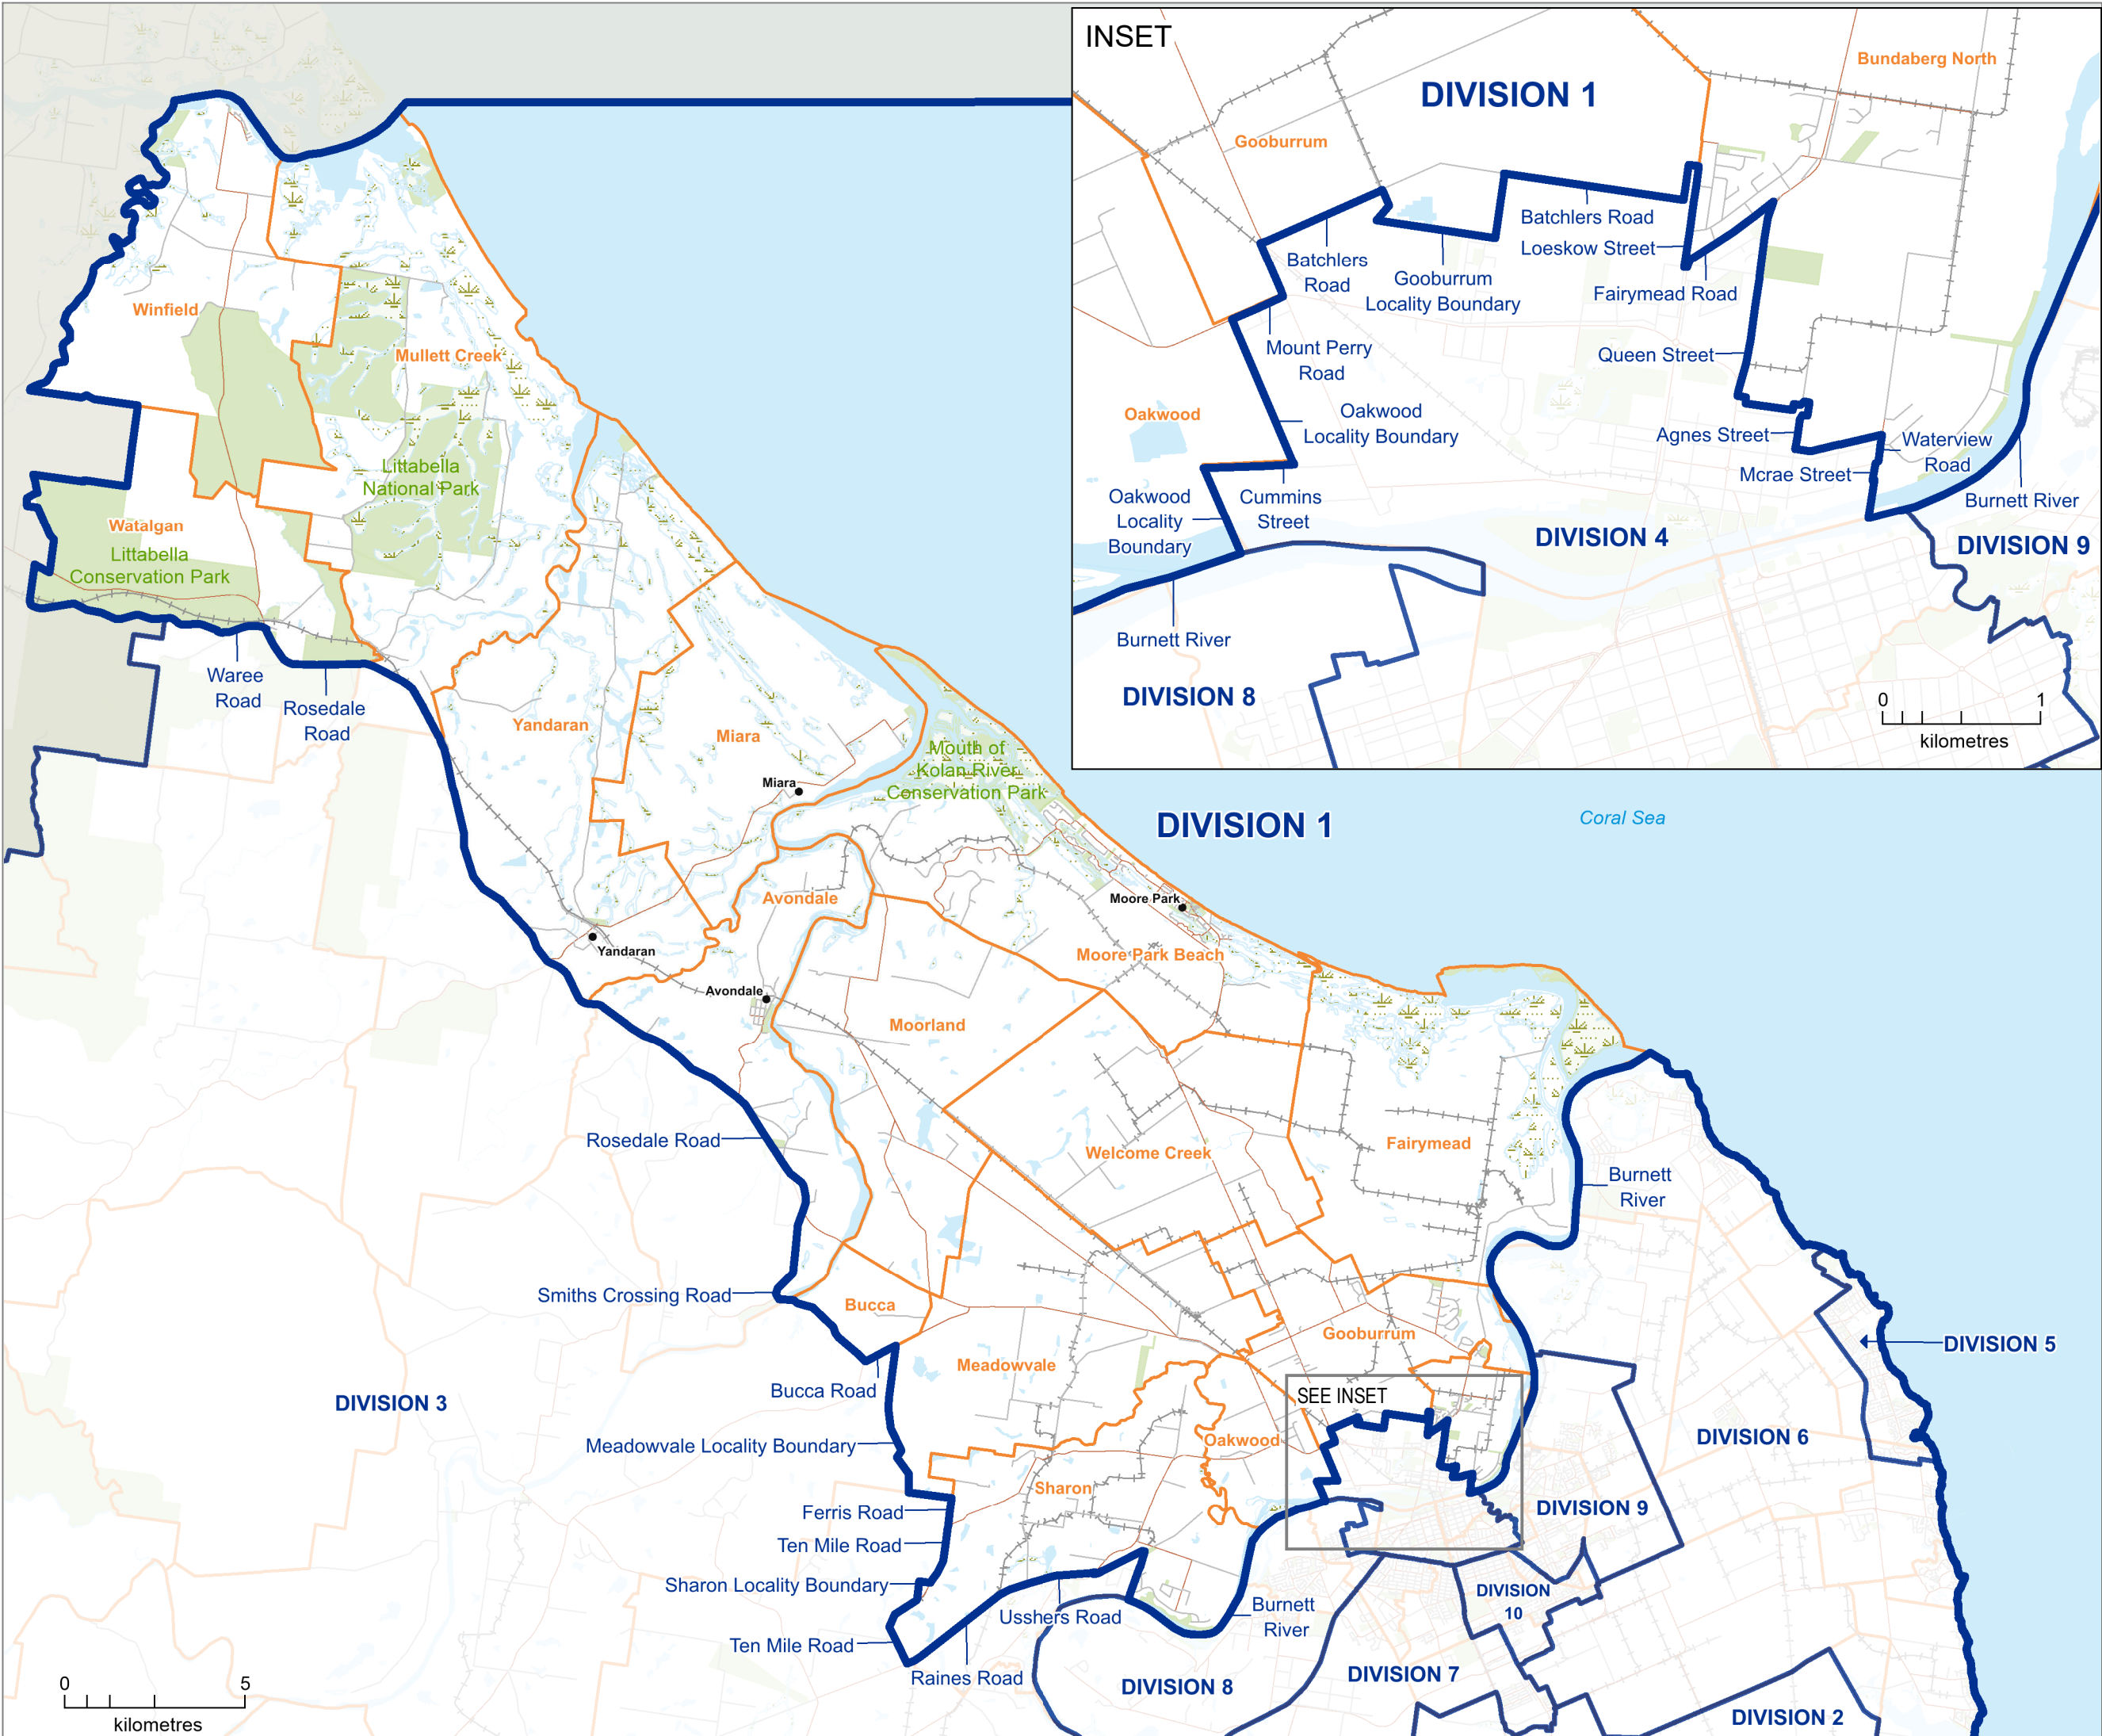 INSET
Bundaberg North
DIVISION 1
Gooburrum
Batchlers Road
Loeskow Street
Batchlers
Road
Gooburrum
Locality Boundary
Fairymead Road
Mount Perry
Road
Queen Street
Oakwood
Oakwood
Locality Boundary
Agnes Street
Waterview
Road
Mcrae Street
Oakwood
Locality
Boundary
Cummins
Street
Burnett River
DIVISION 4
DIVISION 9
Burnett River
DIVISION 8
0 1
kilometres
Winfield
Mullett Creek
Littabella
National Park
Watalgan
Littabella
Conservation Park
Waree
Road
Rosedale
Road
Yandaran
Miara
Miara
Mouth of
Kolan River
Conservation Park
DIVISION 1
Coral Sea
Avondale
Moore Park
Yandaran
Moore Park Beach
Avondale
Moorland
Rosedale Road
Welcome Creek
Fairymead
Burnett
River
Smiths Crossing Road
Bucca
Gooburrum
DIVISION 5
Meadowvale
Bucca Road
SEE INSET
DIVISION 3
Meadowvale Locality Boundary
Oakwood
DIVISION 6
Sharon
Ferris Road
DIVISION 9
Ten Mile Road
Sharon Locality Boundary
DIVISION
10
Usshers Road
Burnett
River
Ten Mile Road
Raines Road
DIVISION 8
DIVISION 7
DIVISION 2
0 5
kilometres